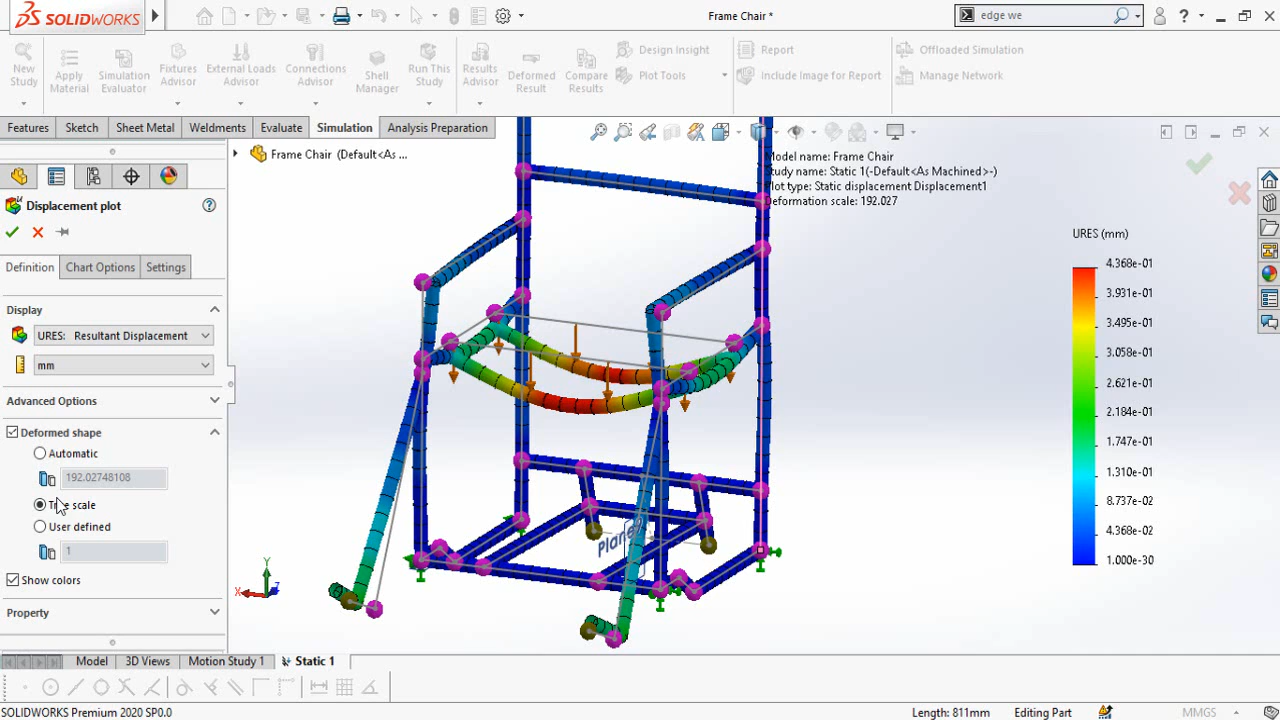 SOLIDWORKS
Frame Chair *
edge we
New Study
Apply Material
Simulation Evaluator
Fixtures Advisor
External Loads Advisor
Connections Advisor
Shell Manager
Run This Study
Results Advisor
Deformed Result
Compare Results
Design Insight
Plot Tools
Report
Include Image for Report
Offloaded Simulation
Manage Network
Features
Sketch
Sheet Metal
Weldments
Evaluate
Simulation
Analysis Preparation
Frame Chair (Default<As ...
Model name: Frame Chair
Study name: Static 1(-Default<As Machined>-)
Plot type: Static displacement Displacement1
Deformation scale: 192.027
Displacement plot
Definition
Chart Options
Settings
Display
URES: Resultant Displacement
mm
Advanced Options
Deformed shape
Automatic
192.02748108
scale
User defined
1
Show colors
Property
URES (mm)
4.368e-01
3.931e-01
3.495e-01
3.058e-01
2.621e-01
2.184e-01
1.747e-01
1.310e-01
8.737e-02
4.368e-02
1.000e-30
Y
X
Z
Model
3D Views
Motion Study 1
Static 1
SOLIDWORKS Premium 2020 SP0.0
Length: 811mm
Editing Part
MMGS